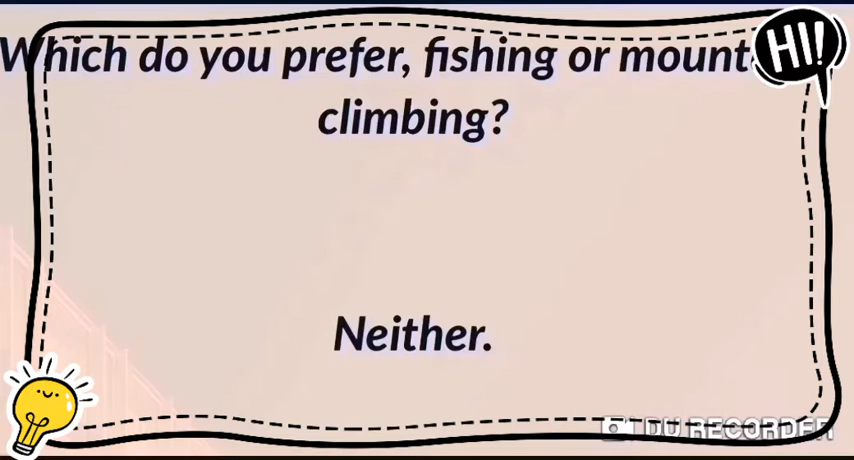 Which do you prefer, fishing or mount
HI!
climbing?
Neither.
DU RECORDER